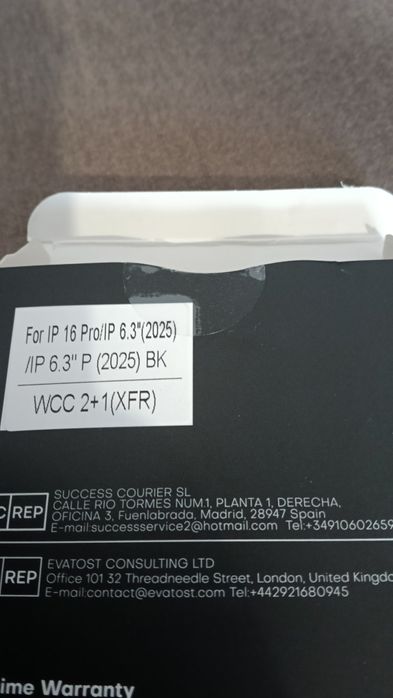 For IP 16 Pro/IP 6.3"(2025)
/IP 6.3" P (2025) BK
WCC 2+1(XFR)
C REP
SUCCESS COURIER SL
CALLE RIO TORMES NUM.1, PLANTA 1, DERECHA,
OFICINA 3, Fuenlabrada, Madrid, 28947 Spain
E-mail:successservice2@hotmail.com Tel:+34910602659
REP
EVATOST CONSULTING LTD
Office 101 32 Threadneedle Street, London, United Kingdo
E-mail:contact@evatost.com Tel:+442921680945
ime Warranty